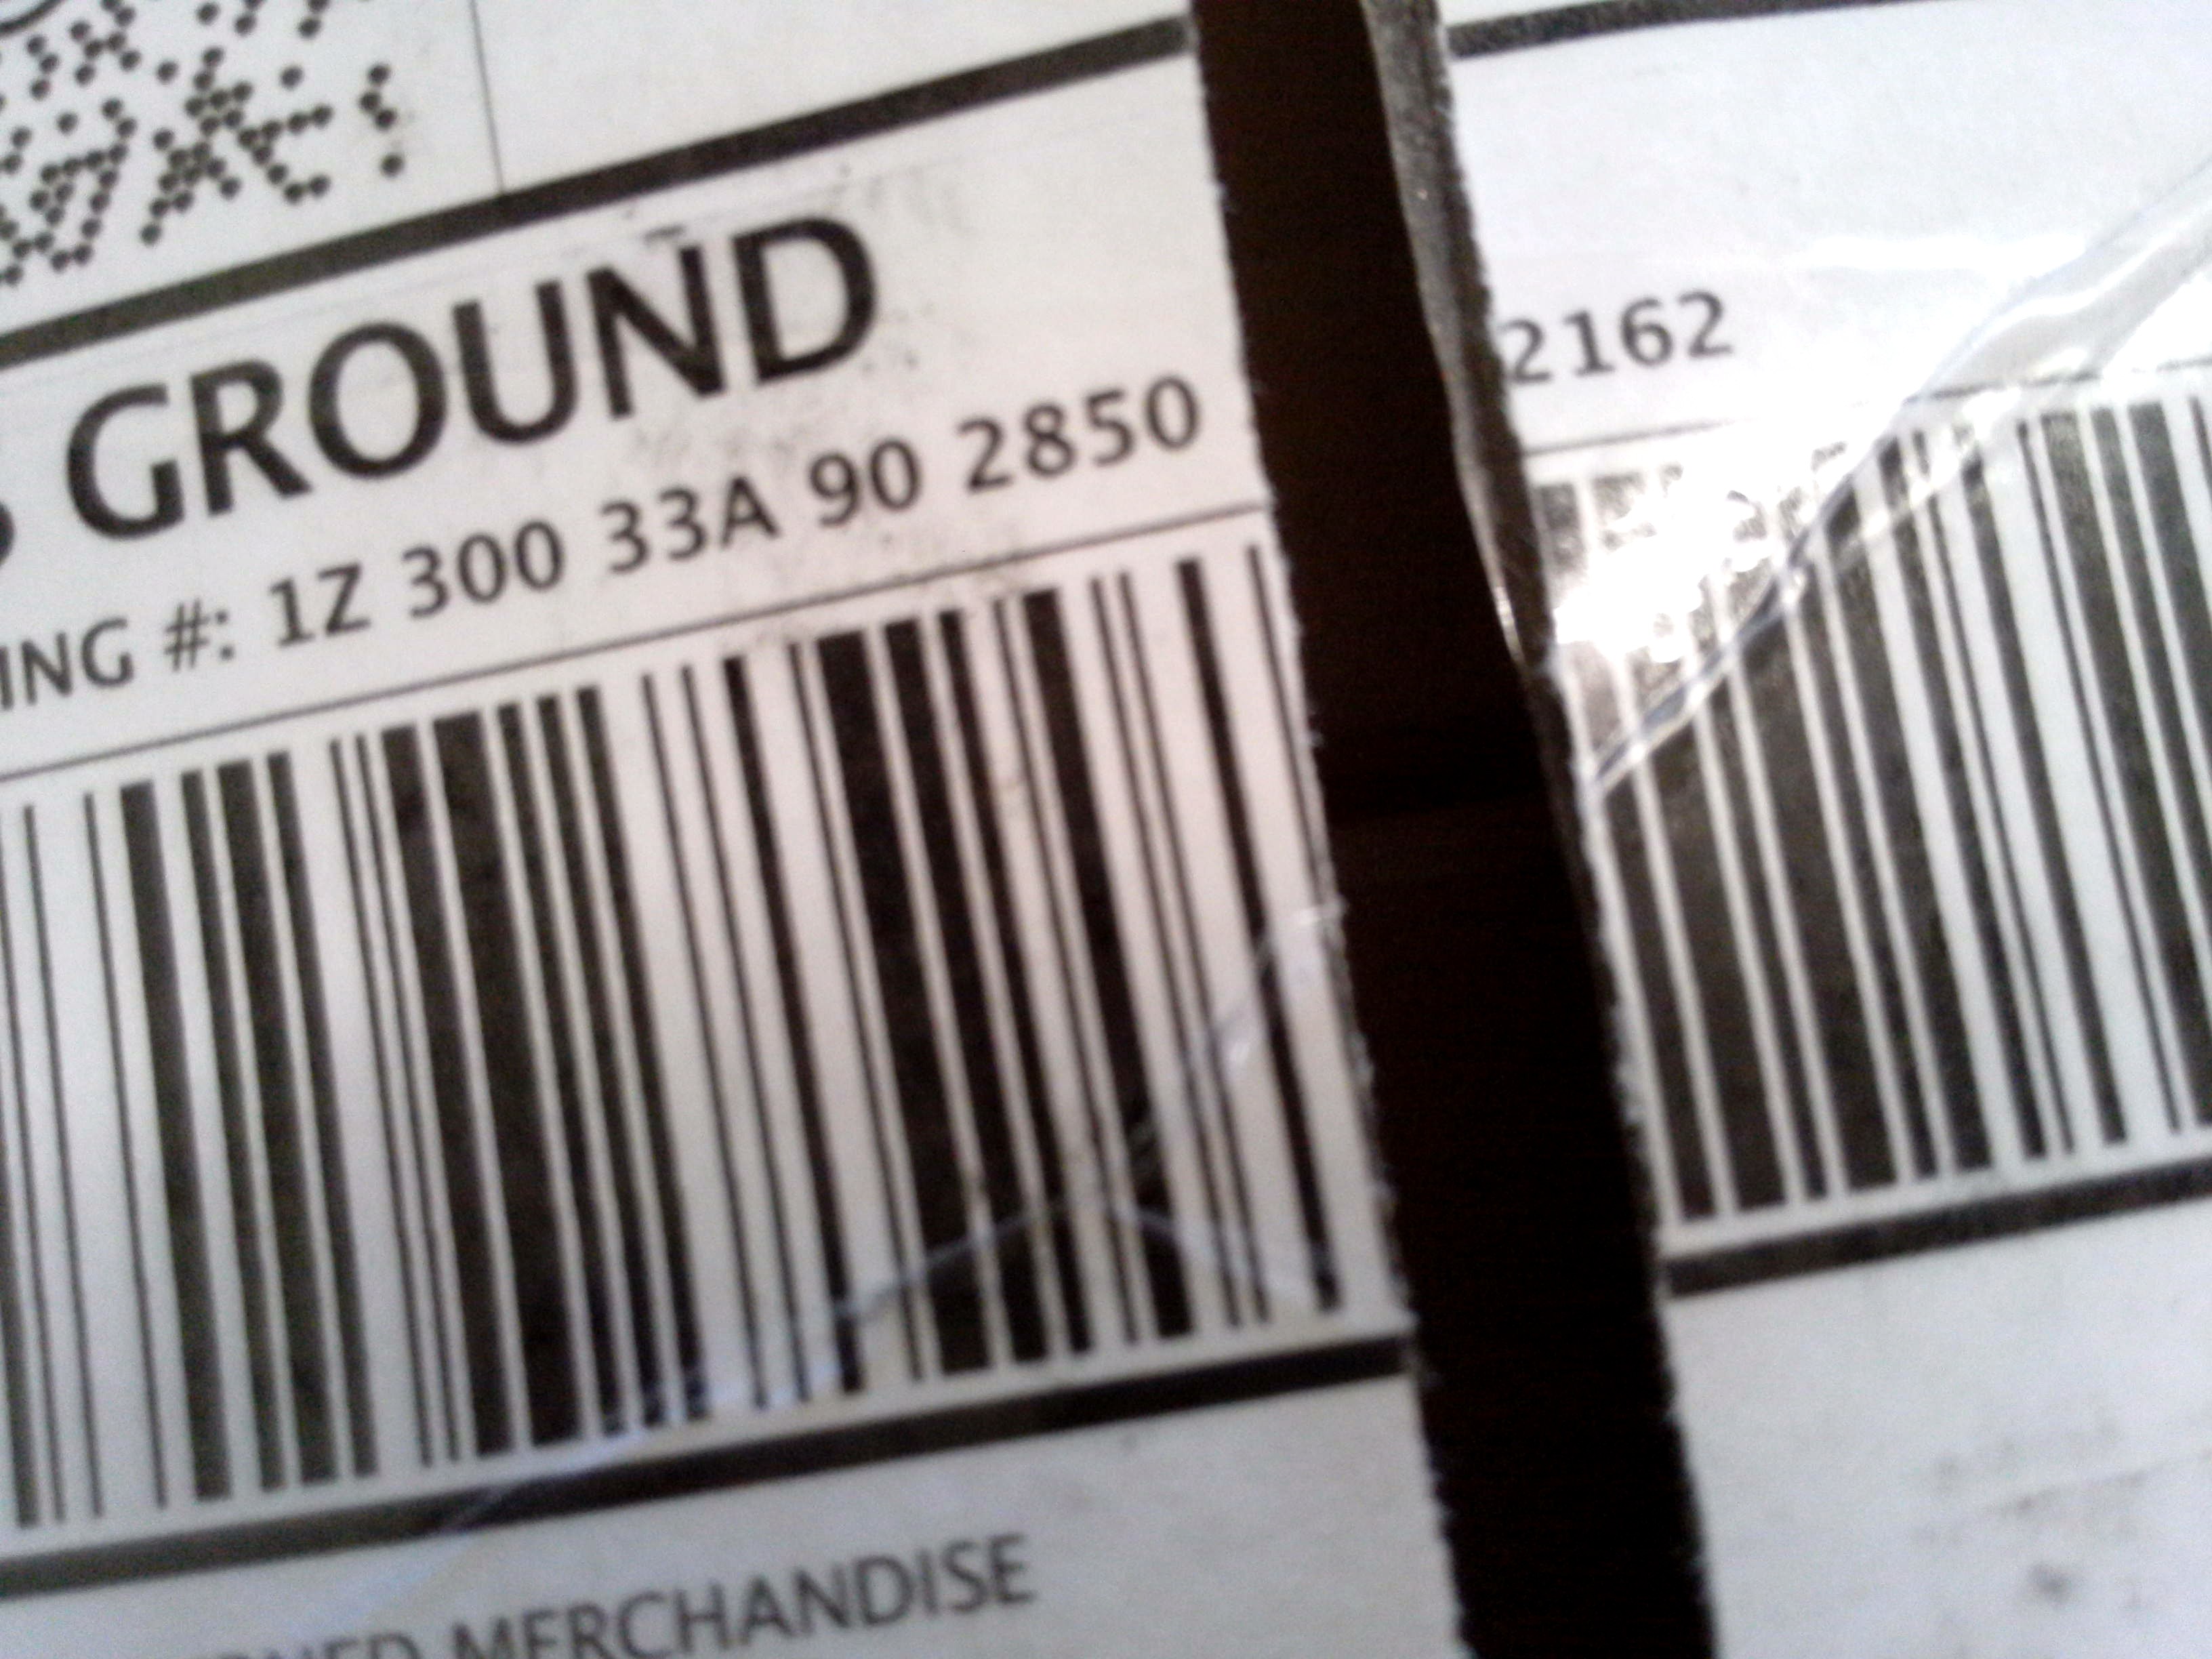 GROUND
ING #: 1Z 300 33A 90 2850 2162
MERCHANDISE